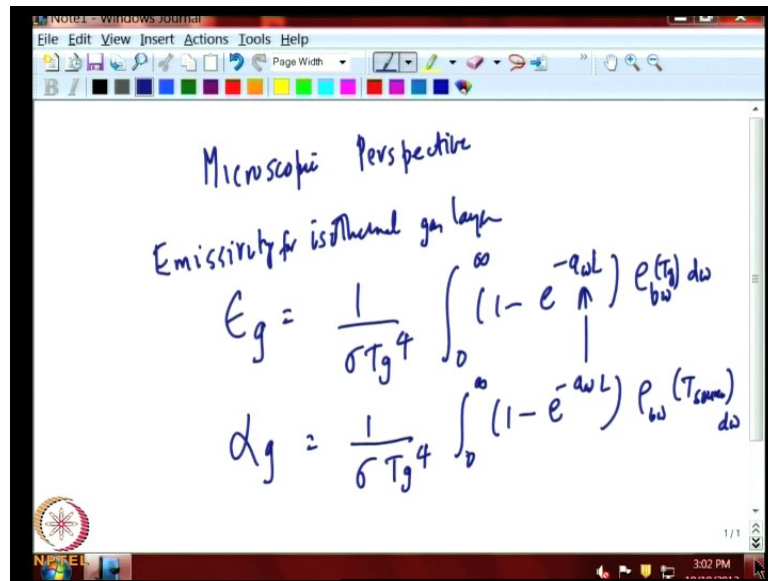 Note1 - Windows Journal
File Edit View Insert Actions Tools Help
Page Width
B I
Microscopic Perspective
Emissivity for isothermal gas layer
Eg = 1/σTg⁴ ∫₀^∞ (1 - e^-aωL) e_bω(Tg) dω
αg = 1/σTg⁴ ∫₀^∞ (1 - e^-aωL) e_bω(Tsource) dω
1/1
NPTEL
3:02 PM